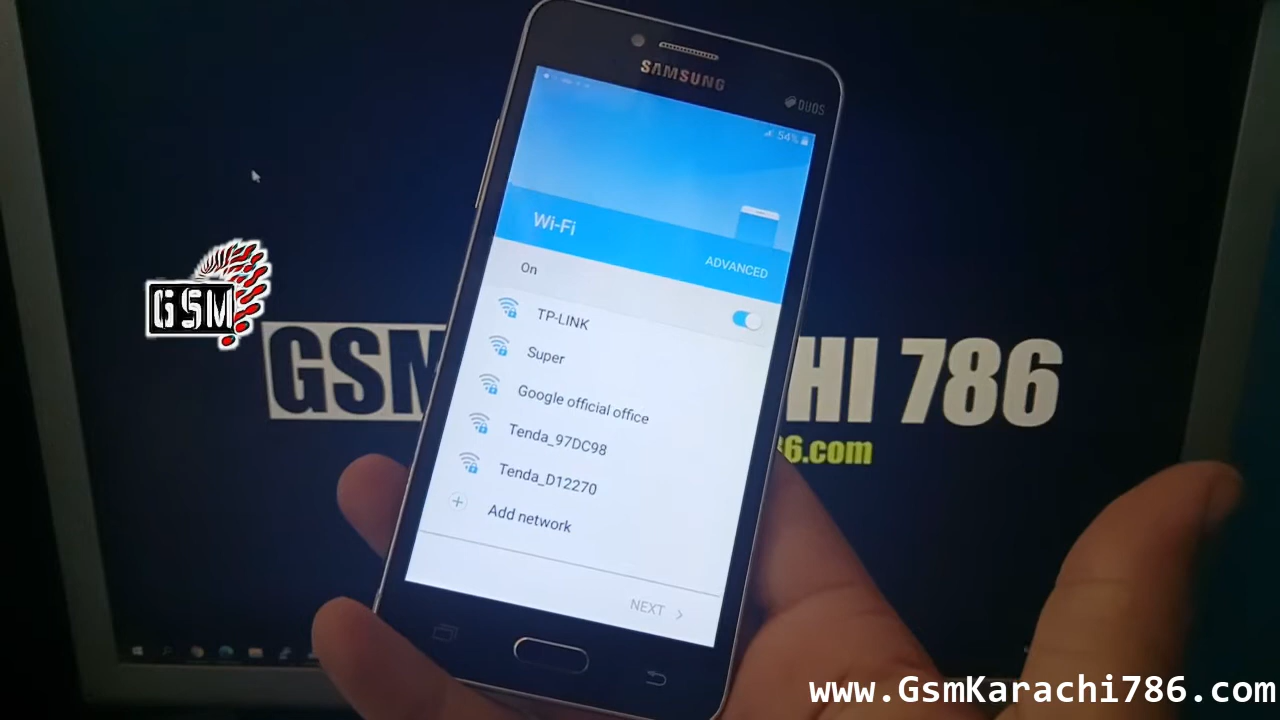 SAMSUNG
DUOS
54%
Wi-Fi
ADVANCED
On
TP-LINK
Super
Google official office
Tenda_97DC98
Tenda_D12270
Add network
NEXT
GSM
GSM HI 786
6.com
www.GsmKarachi786.com